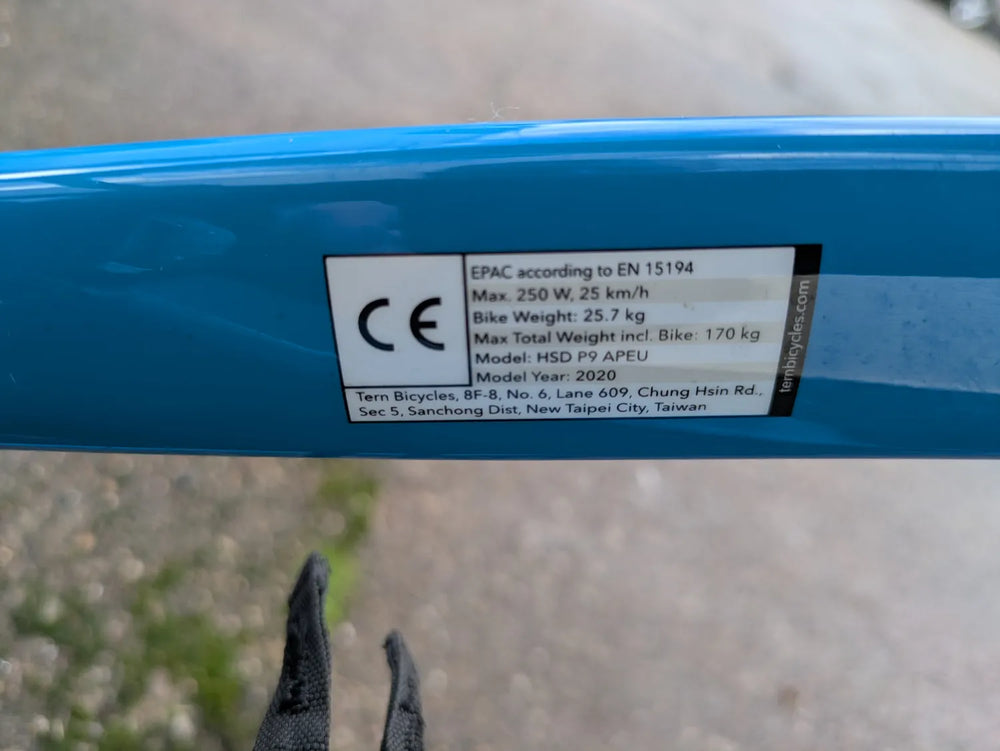 CE
EPAC according to EN 15194
Max. 250 W, 25 km/h
Bike Weight: 25.7 kg
Max Total Weight incl. Bike: 170 kg
Model: HSD P9 APEU
Model Year: 2020
Tern Bicycles, 8F-8, No. 6, Lane 609, Chung Hsin Rd.,
Sec 5, Sanchong Dist, New Taipei City, Taiwan
ternbicycles.com